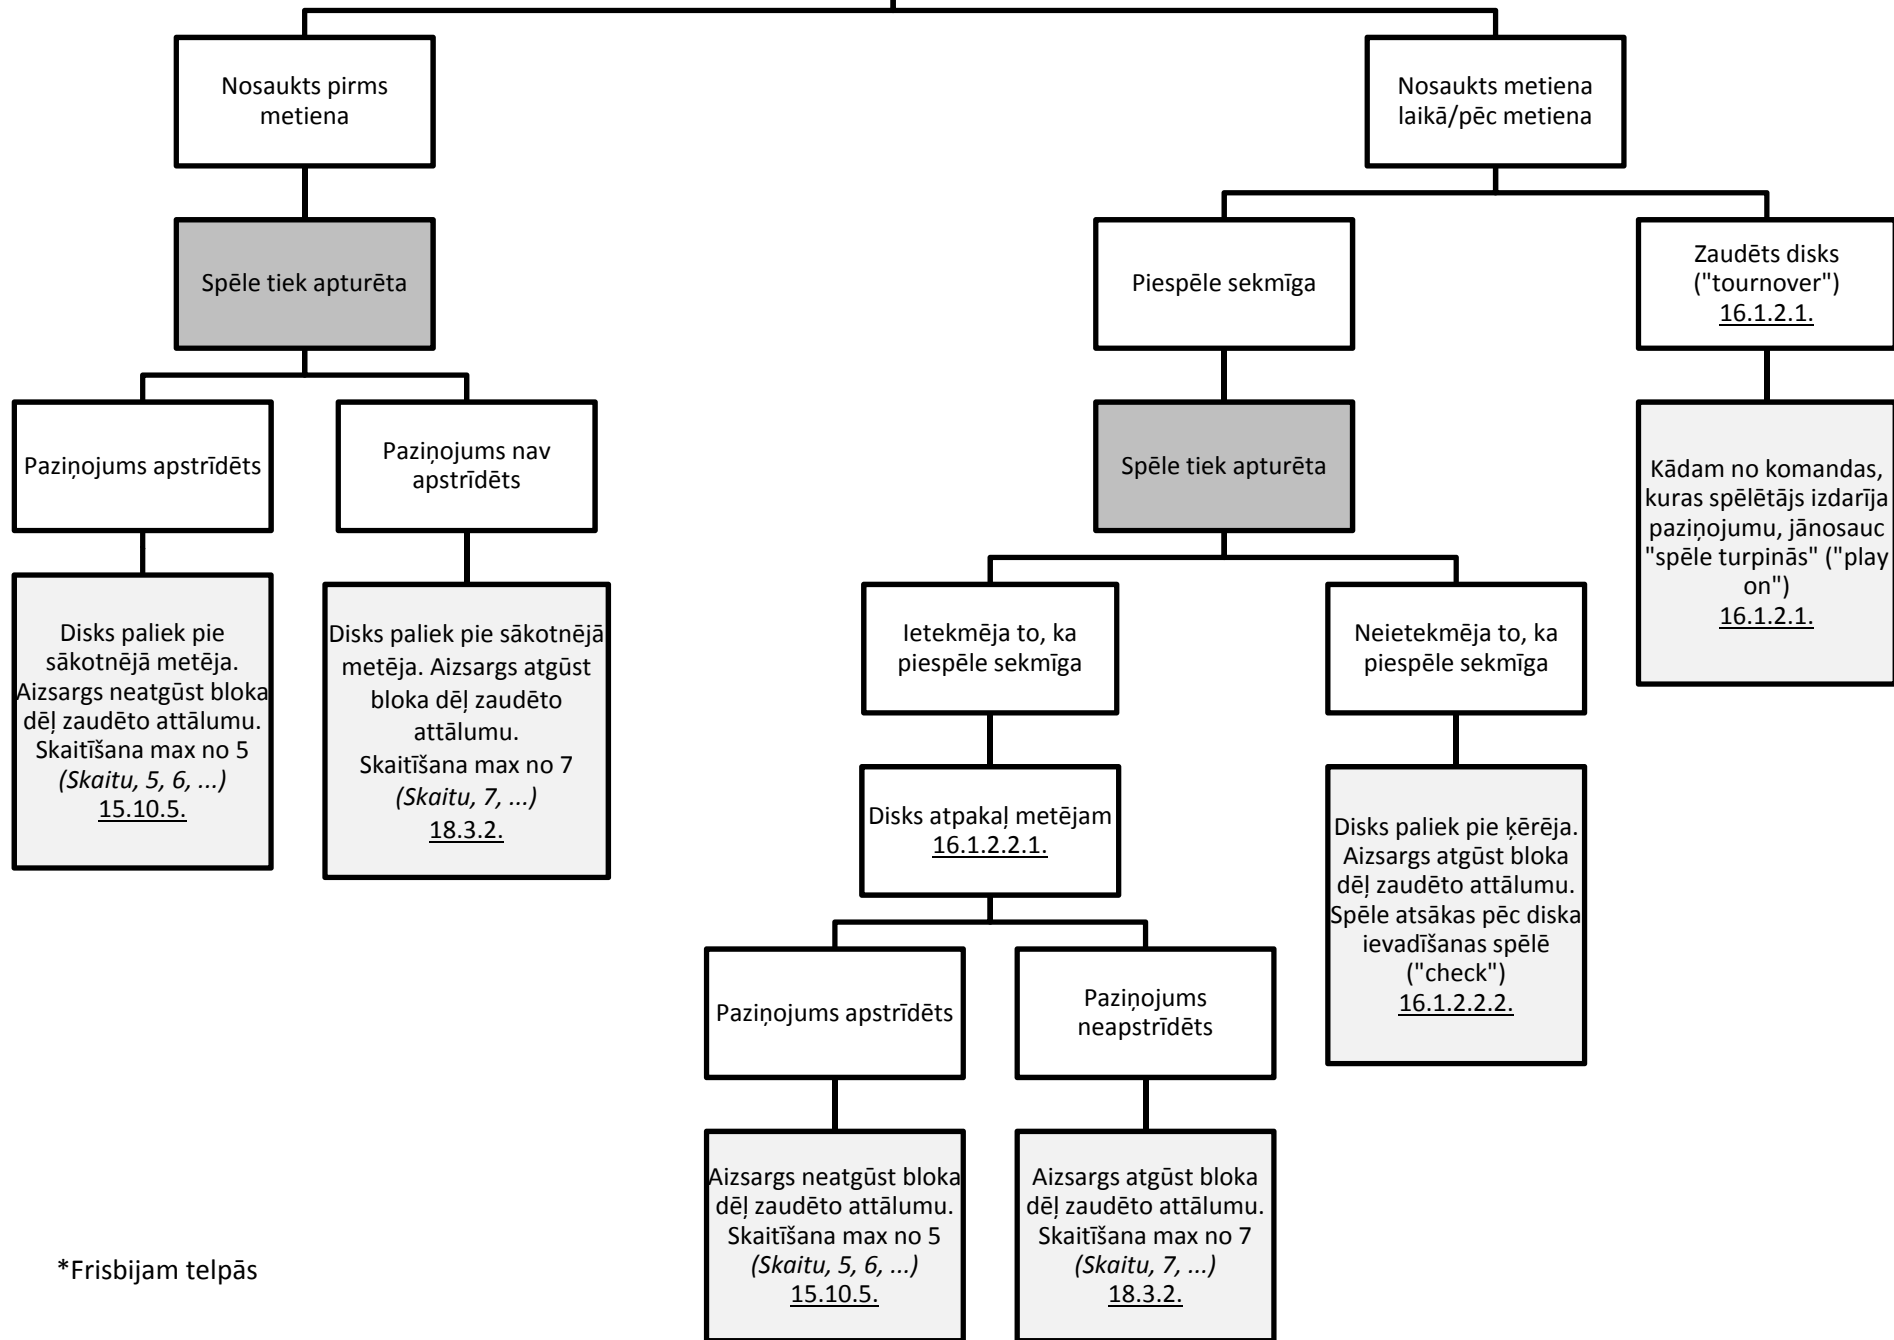 Nosaukts pirms
metiena
Nosaukts metiena
laikā/pēc metiena
Spēle tiek apturēta
Piespēle sekmīga
Zaudēts disks
("tournover")
16.1.2.1.
Paziņojums apstrīdēts
Paziņojums nav
apstrīdēts
Spēle tiek apturēta
Kādam no komandas,
kuras spēlētājs izdarīja
paziņojumu, jānosauc
"spēle turpinās" ("play
on")
16.1.2.1.
Disks paliek pie
sākotnējā metēja.
Aizsargs neatgūst bloka
dēļ zaudēto attālumu.
Skaitīšana max no 5
(Skaitu, 5, 6, ...)
15.10.5.
Disks paliek pie sākotnējā
metēja. Aizsargs atgūst
bloka dēļ zaudēto
attālumu.
Skaitīšana max no 7
(Skaitu, 7, ...)
18.3.2.
Ietekmēja to, ka
piespēle sekmīga
Neietekmēja to, ka
piespēle sekmīga
Disks atpakaļ metējam
16.1.2.2.1.
Disks paliek pie ķērēja.
Aizsargs atgūst bloka
dēļ zaudēto attālumu.
Spēle atsākas pēc diska
ievadīšanas spēlē
("check")
16.1.2.2.2.
Paziņojums apstrīdēts
Paziņojums
neapstrīdēts
Aizsargs neatgūst bloka
dēļ zaudēto attālumu.
Skaitīšana max no 5
(Skaitu, 5, 6, ...)
15.10.5.
Aizsargs atgūst bloka
dēļ zaudēto attālumu.
Skaitīšana max no 7
(Skaitu, 7, ...)
18.3.2.
*Frisbijam telpās